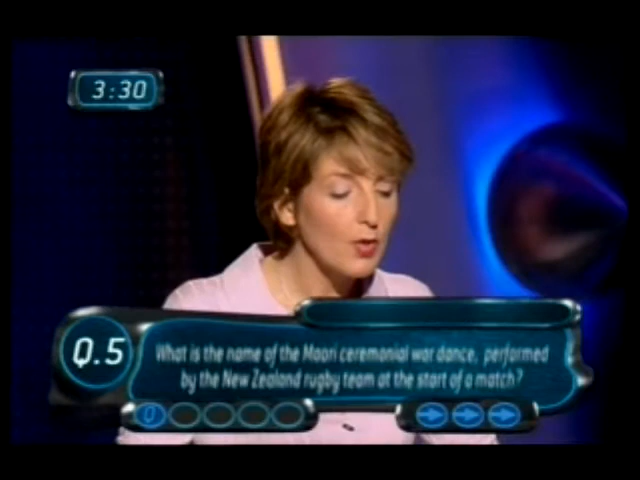 3:30
Q.5
What is the name of the Maori ceremonial war dance, performed
by the New Zealand rugby team at the start of a match?